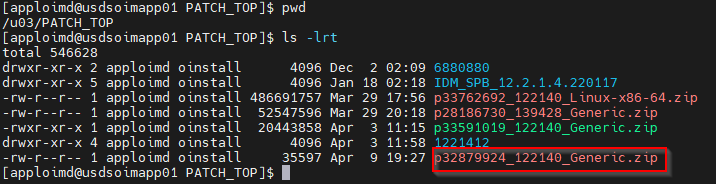 [apploimd@usdsoimapp01 PATCH_TOP]$ pwd
/u03/PATCH_TOP
[apploimd@usdsoimapp01 PATCH_TOP]$ ls -lrt
total 546628
drwxr-xr-x 2 apploimd oinstall      4096 Dec  2 02:09 6880880
drwxr-xr-x 5 apploimd oinstall      4096 Jan 18 02:18 IDM_SPB_12.2.1.4.220117
-rw-r--r-- 1 apploimd oinstall 486691757 Mar 29 17:56 p33762692_122140_Linux-x86-64.zip
-rw-r--r-- 1 apploimd oinstall  52547596 Mar 29 20:18 p28186730_139428_Generic.zip
-rwxr-xr-x 1 apploimd oinstall  20443858 Apr  3 11:15 p33591019_122140_Generic.zip
drwxr-xr-x 4 apploimd oinstall      4096 Apr  3 11:58 1221412
-rw-r--r-- 1 apploimd oinstall     35597 Apr  9 19:27 p32879924_122140_Generic.zip
[apploimd@usdsoimapp01 PATCH_TOP]$